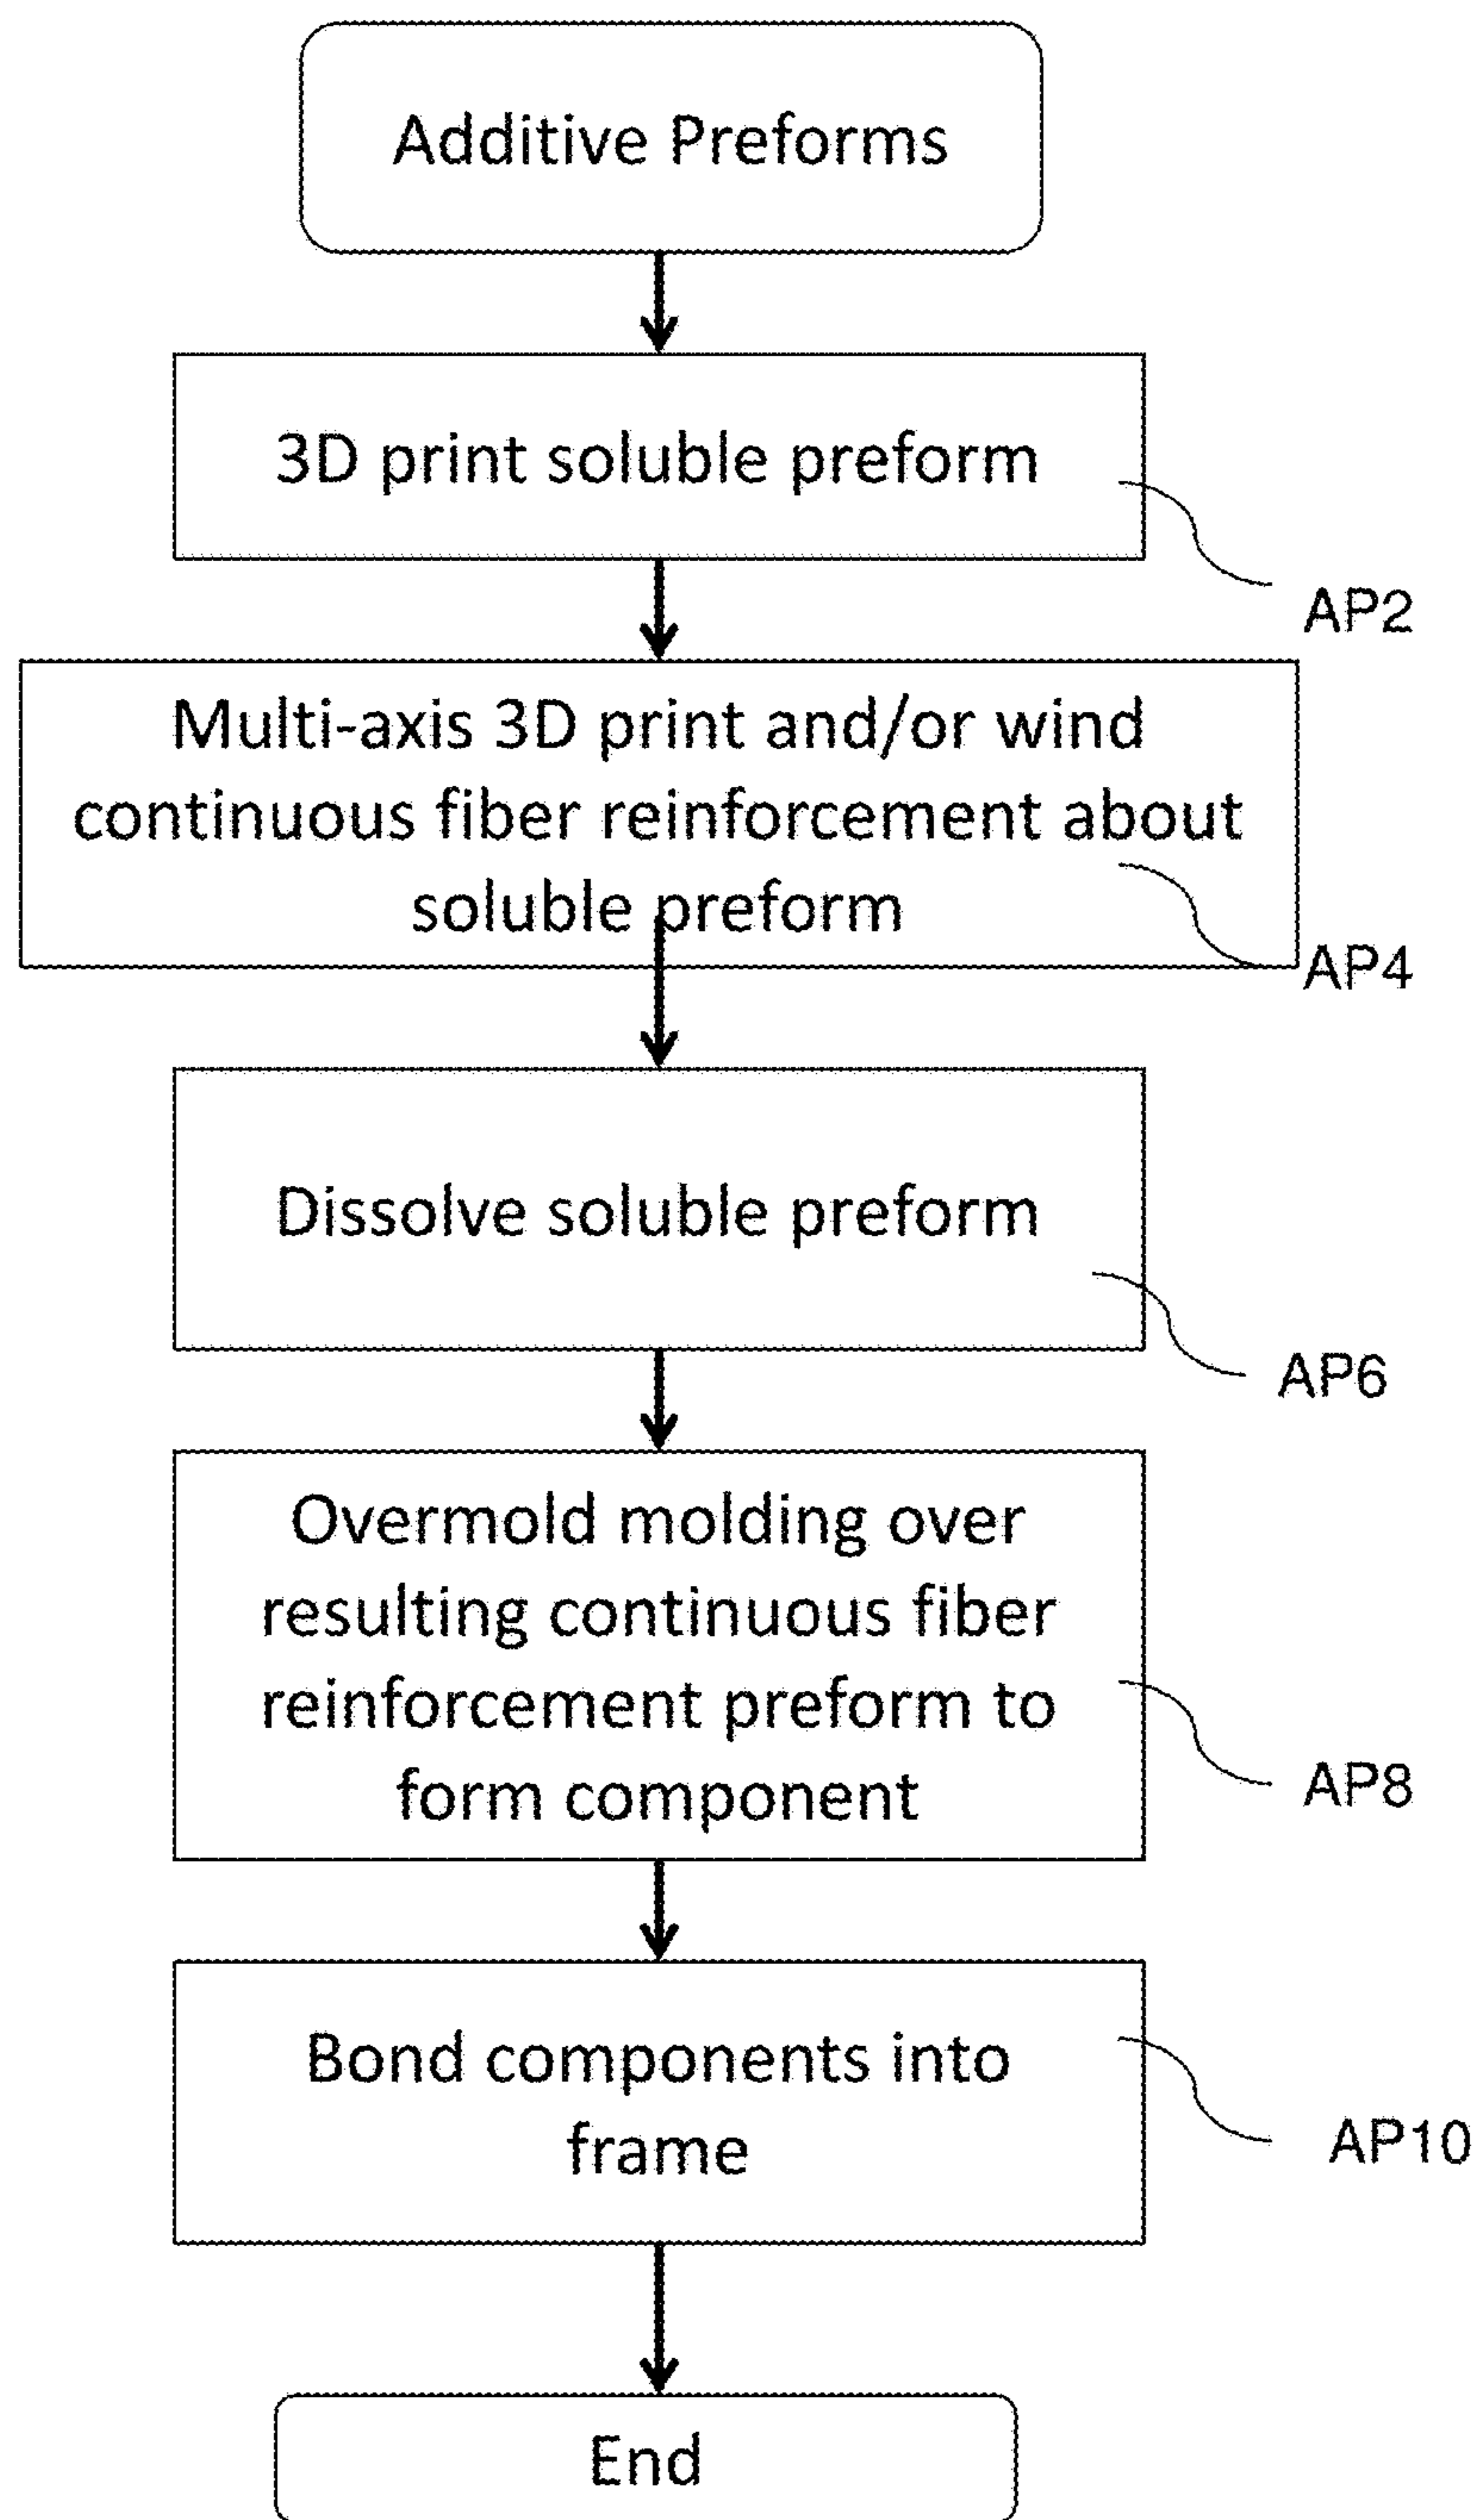 Additive Preforms
3D print soluble preform
AP2
Multi-axis 3D print and/or wind
continuous fiber reinforcement about
soluble preform
AP4
Dissolve soluble preform
AP6
Overmold molding over
resulting continuous fiber
reinforcement preform to
form component
AP8
Bond components into
frame
AP10
End